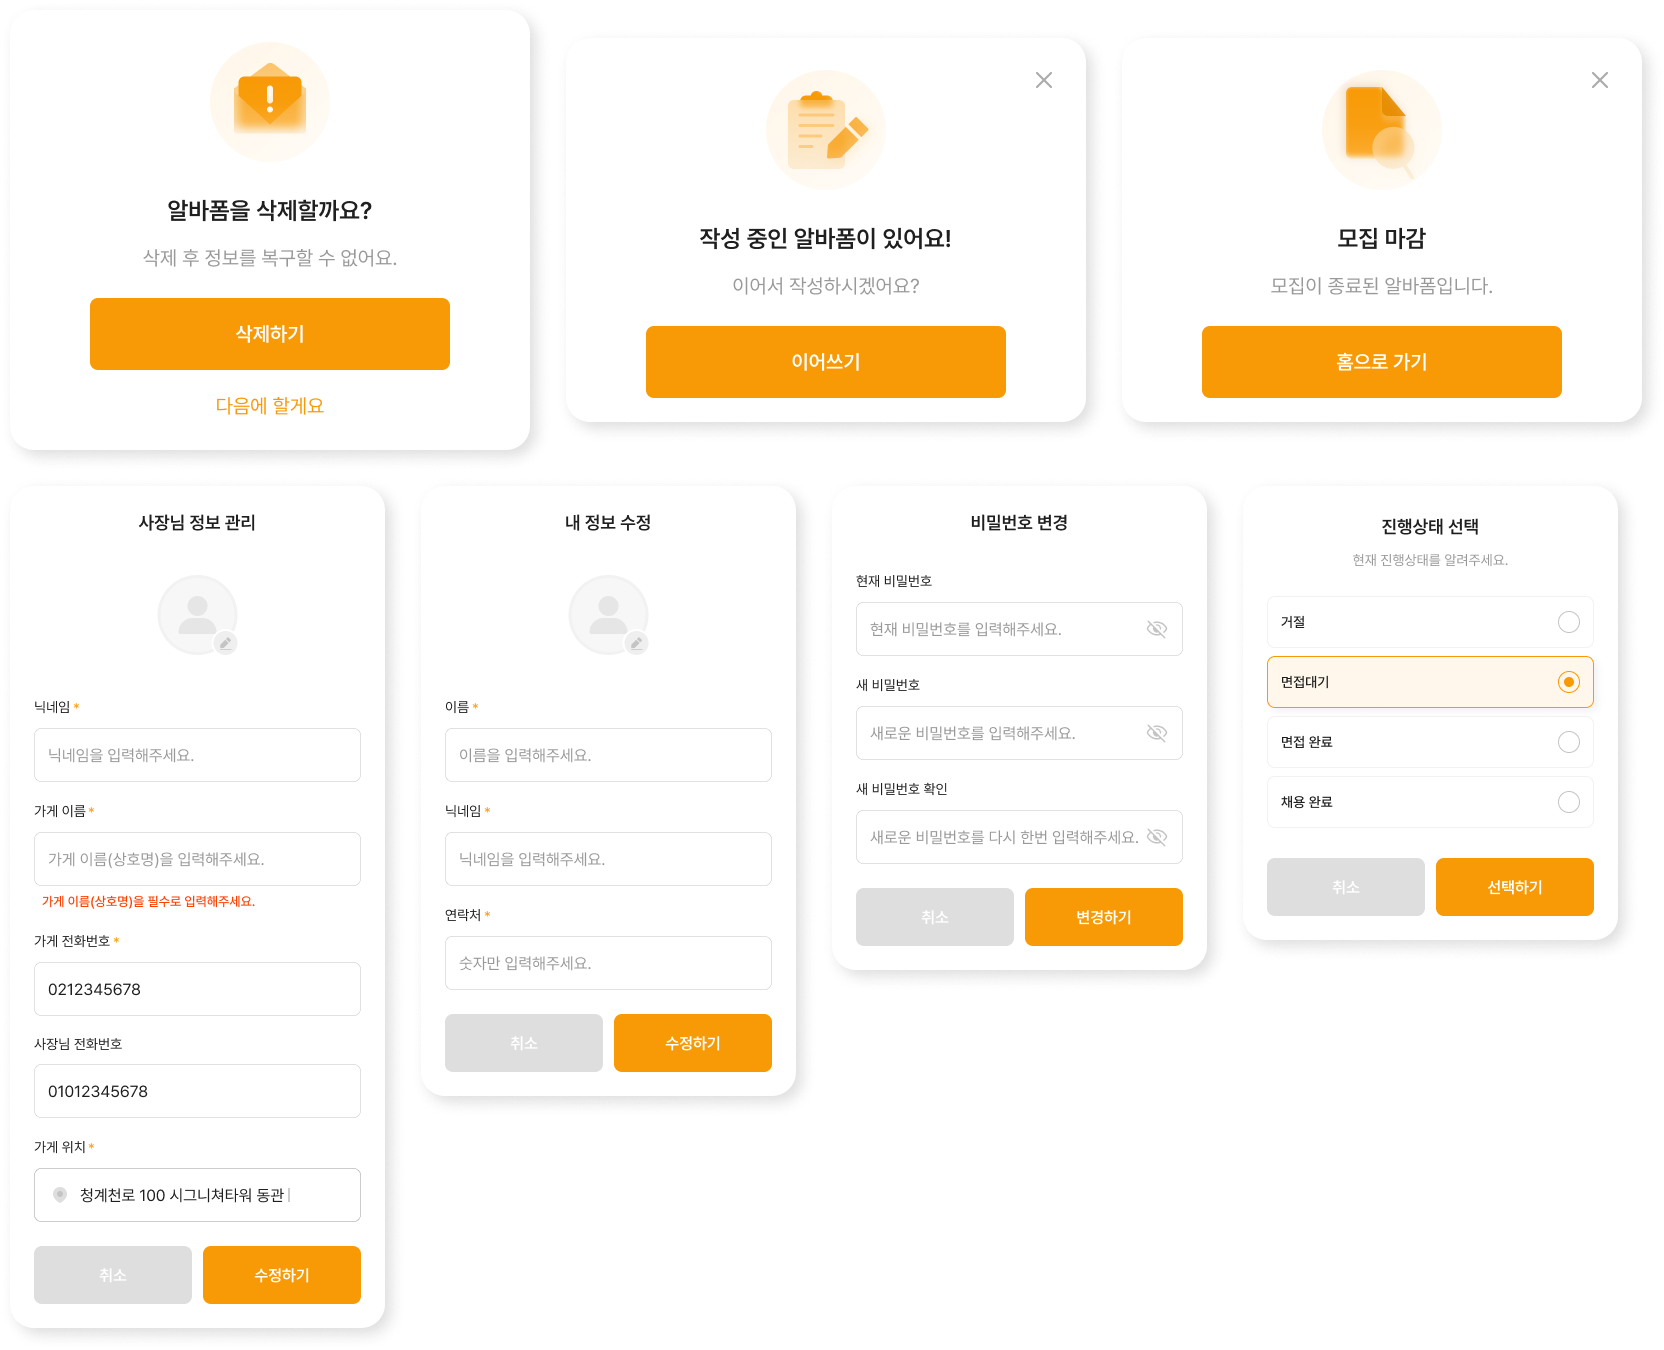 알바폼을 삭제할까요?
삭제 후 정보를 복구할 수 없어요.
삭제하기
다음에 할게요
작성 중인 알바폼이 있어요!
이어서 작성하시겠어요?
이어쓰기
모집 마감
모집이 종료된 알바폼입니다.
홈으로 가기
사장님 정보 관리
닉네임 *
닉네임을 입력해주세요.
가게 이름 *
가게 이름(상호명)을 입력해주세요.
가게 이름(상호명)을 필수로 입력해주세요.
가게 전화번호 *
0212345678
사장님 전화번호
01012345678
가게 위치 *
청계천로 100 시그니쳐타워 동관
취소
수정하기
내 정보 수정
이름 *
이름을 입력해주세요.
닉네임 *
닉네임을 입력해주세요.
연락처 *
숫자만 입력해주세요.
취소
수정하기
비밀번호 변경
현재 비밀번호
현재 비밀번호를 입력해주세요.
새 비밀번호
새로운 비밀번호를 입력해주세요.
새 비밀번호 확인
새로운 비밀번호를 다시 한번 입력해주세요.
취소
변경하기
진행상태 선택
현재 진행상태를 알려주세요.
거절
면접대기
면접 완료
채용 완료
취소
선택하기